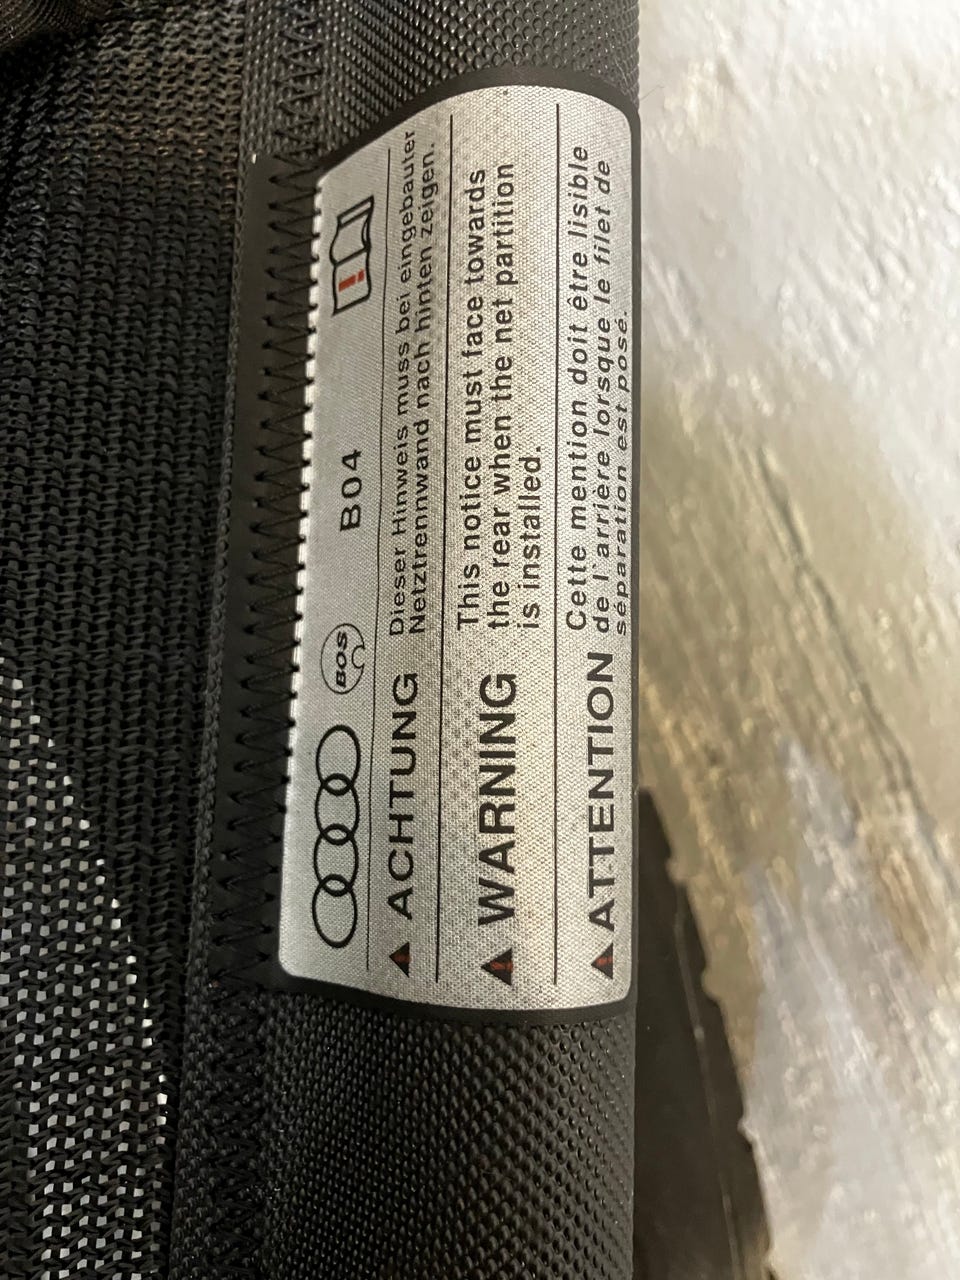 BOS B04
ACHTUNG Dieser Hinweis muss bei eingebauter
Netztrennwand nach hinten zeigen.
WARNING This notice must face towards
the rear when the net partition
is installed.
ATTENTION Cette mention doit être lisible
de l'arrière lorsque le filet de
séparation est posé.